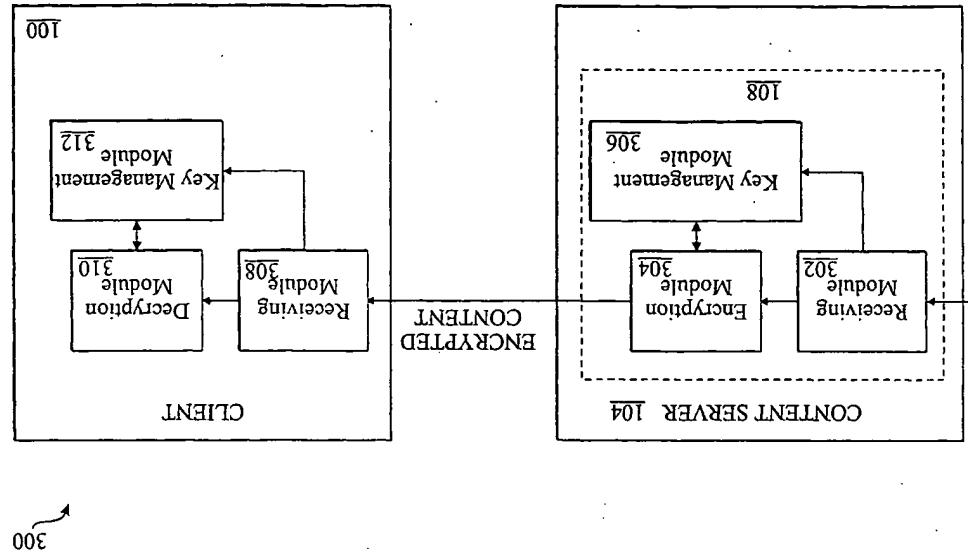 300
CONTENT SERVER 104
Receiving
Module
302
Encryption
Module
304
Key Management
Module
306
108
ENCRYPTED
CONTENT
CLIENT
Receiving
Module
308
Decryption
Module
310
Key Management
Module
312
100